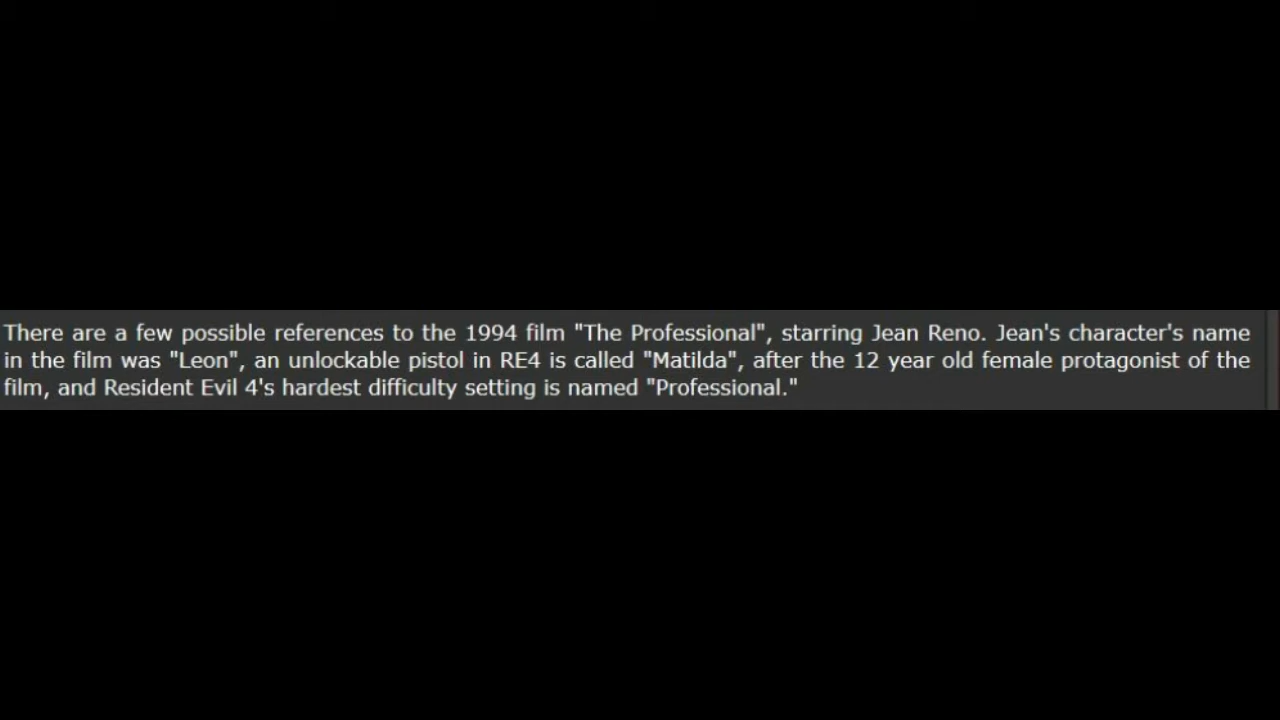 There are a few possible references to the 1994 film "The Professional", starring Jean Reno. Jean's character's name
in the film was "Leon", an unlockable pistol in RE4 is called "Matilda", after the 12 year old female protagonist of the
film, and Resident Evil 4's hardest difficulty setting is named "Professional."